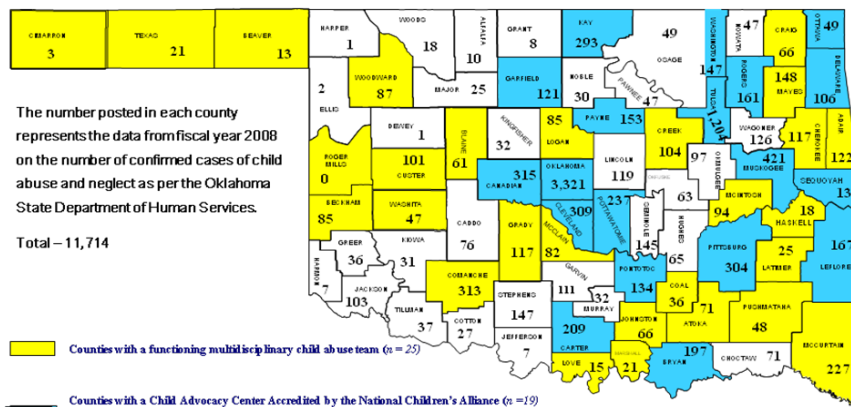 CIMARRON
3
TEXAS
21
BEAVER
13
HARPER
1
WOODS
18
ALFALFA
10
GRANT
8
KAY
293
49
OSAGE
WASHINGTON
147
47
NOWATA
CRAIG
66
OTTAWA
49
WOODWARD
87
MAJOR 25
GARFIELD
121
NOBLE
30
PAWNEE
47
ROGERS
161
148
MAYES
DELAWARE
106
2
ELLIS
The number posted in each county
represents the data from fiscal year 2008
on the number of confirmed cases of child
abuse and neglect as per the Oklahoma
State Department of Human Services.
Total – 11,714
DEWEY
1
BLAINE
61
KINGFISHER
32
85
LOGAN
PAYNE 153
CREEK
104
TULSA
1,204
WAGONER
126
117
CHEROKEE
ADAIR
122
ROGER
MILLS
0
101
CUSTER
315
CANADIAN
OKLAHOMA
3,321
LINCOLN
119
97
OKMULGEE
421
MUSKOGEE
SEQUOYAH
13
BECKHAM
85
WASHITA
47
CADDO
76
GRADY
117
309
CLEVELAND
237
POTTAWATOMIE
63
SEMINOLE
145
94
MCINTOSH
18
HASKELL
MCCLAIN
82
HUGHES
65
PITTSBURG
304
25
LATIMER
167
LEFLORE
GREER
36
KIOWA
31
HARMON
7
JACKSON
103
COMANCHE
313
GARVIN
111
PONTOTOC
134
COAL
36
TILLMAN
37
COTTON
27
STEPHENS
147
32
MURRAY
JOHNSTON
66
71
ATOKA
PUSHMATAHA
48
JEFFERSON
7
209
CARTER
LOVE
15
21
197
BRYAN
CHOCTAW 71
MCCURTAIN
227
Counties with a functioning multidisciplinary child abuse team (n = 25)
Counties with a Child Advocacy Center Accredited by the National Children's Alliance (n =19)